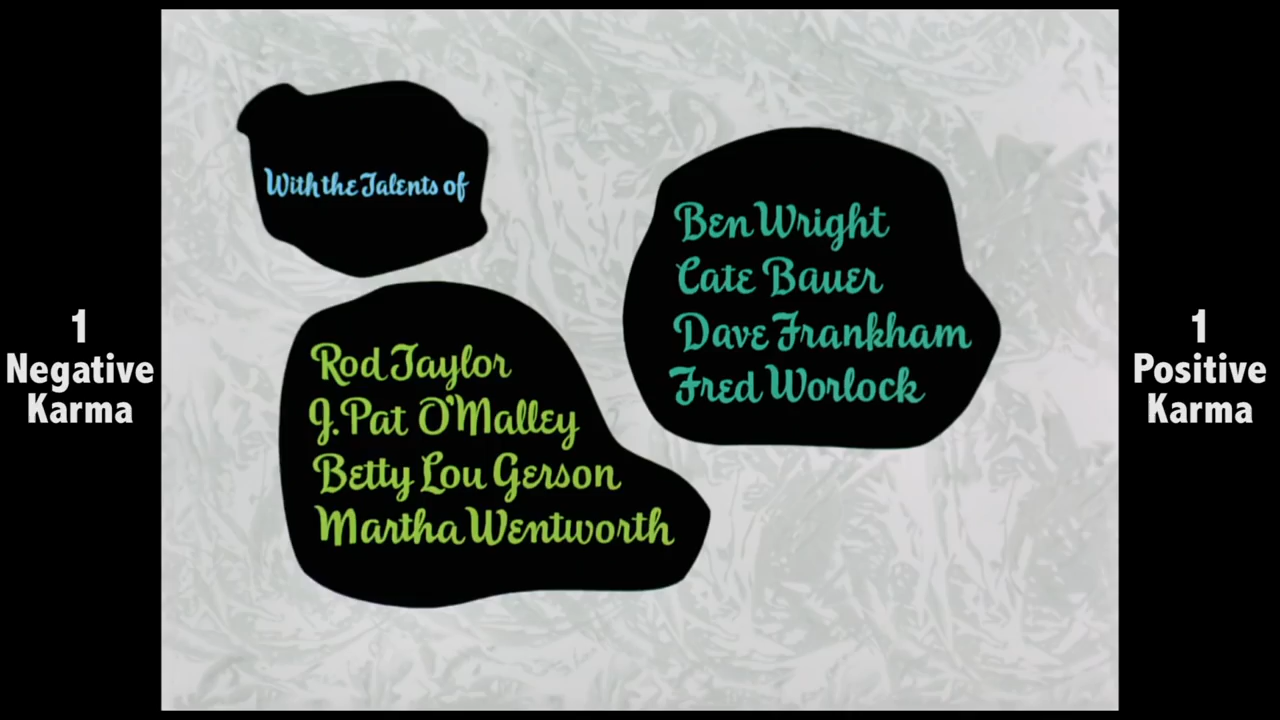 1
Negative
Karma
With the Talents of
Rod Taylor
J. Pat O'Malley
Betty Lou Gerson
Martha Wentworth
Ben Wright
Cate Bauer
Dave Frankham
Fred Worlock
1
Positive
Karma